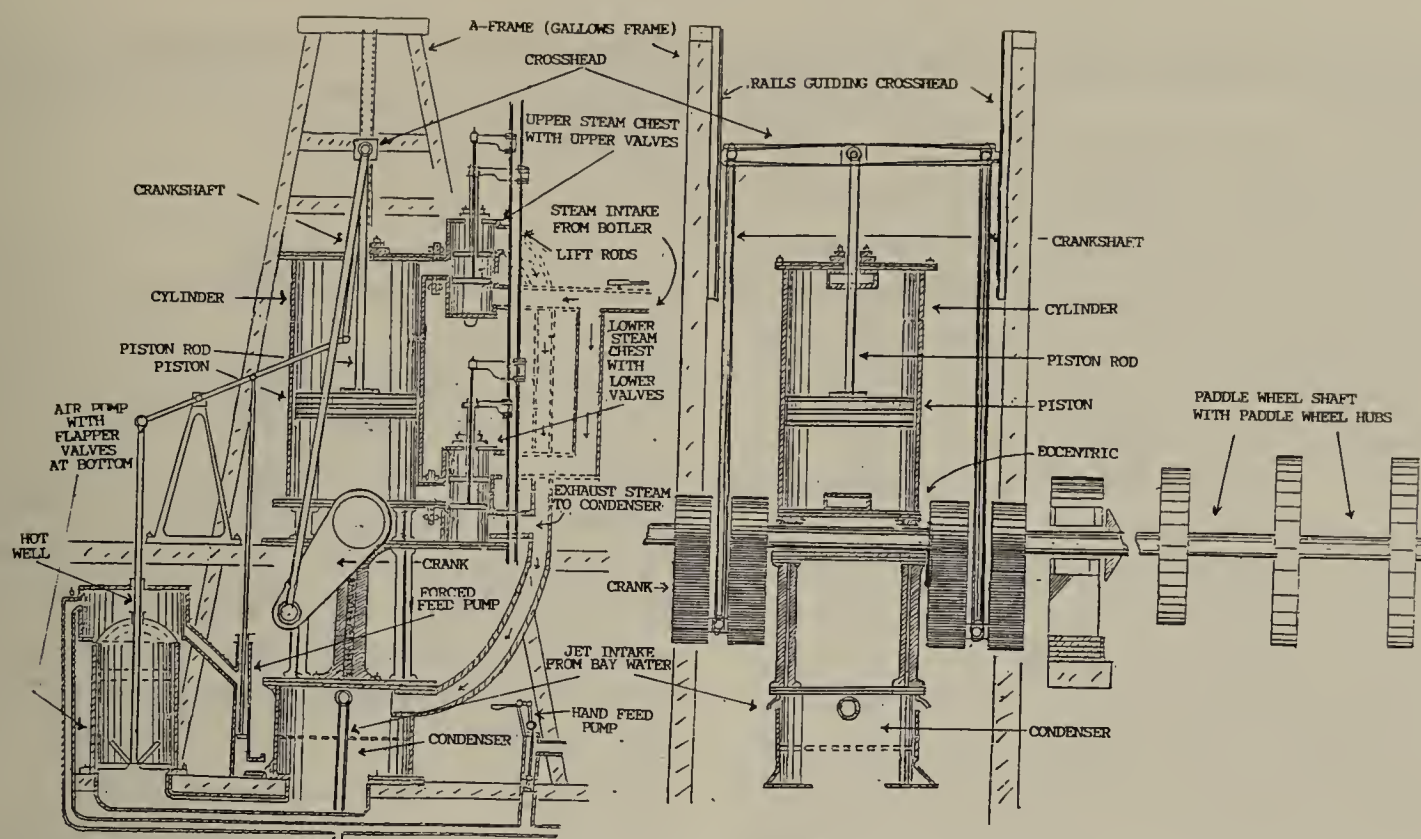 A-FRAME (GALLOWS FRAME)
CROSSHEAD
RAILS GUIDING CROSSHEAD
UPPER STEAM CHEST
WITH UPPER VALVES
CRANKSHAFT
STEAM INTAKE
FROM BOILER
LIFT RODS
CRANKSHAFT
CYLINDER
CYLINDER
LOWER
STEAM
CHEST
WITH
LOWER
VALVES
PISTON ROD
PISTON
PISTON ROD
AIR PUMP
WITH
FLAPPER
VALVES
AT BOTTOM
PISTON
PADDLE WHEEL SHAFT
WITH PADDLE WHEEL HUBS
ECCENTRIC
EXHAUST STEAM
TO CONDENSER
HOT
WELL
CRANK
CRANK
FORCED
FEED PUMP
JET INTAKE
FROM BAY WATER
HAND FEED
PUMP
CONDENSER
CONDENSER